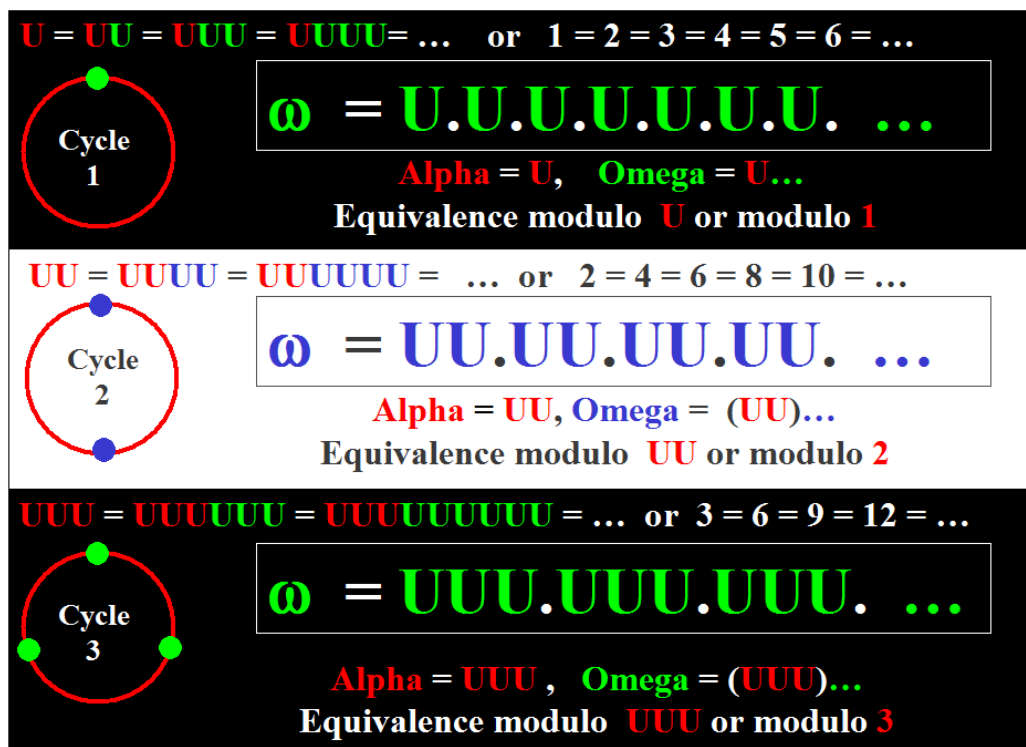 U = UU = UUU = UUUU= … or 1 = 2 = 3 = 4 = 5 = 6 = …
Cycle
1
ω = U.U.U.U.U.U.U. …
Alpha = U, Omega = U…
Equivalence modulo U or modulo 1
UU = UUUU = UUUUUU = … or 2 = 4 = 6 = 8 = 10 = …
Cycle
2
ω = UU.UU.UU.UU. …
Alpha = UU, Omega = (UU)…
Equivalence modulo UU or modulo 2
UUU = UUUUUU = UUUUUUUUU = … or 3 = 6 = 9 = 12 = …
Cycle
3
ω = UUU.UUU.UUU. …
Alpha = UUU , Omega = (UUU)…
Equivalence modulo UUU or modulo 3